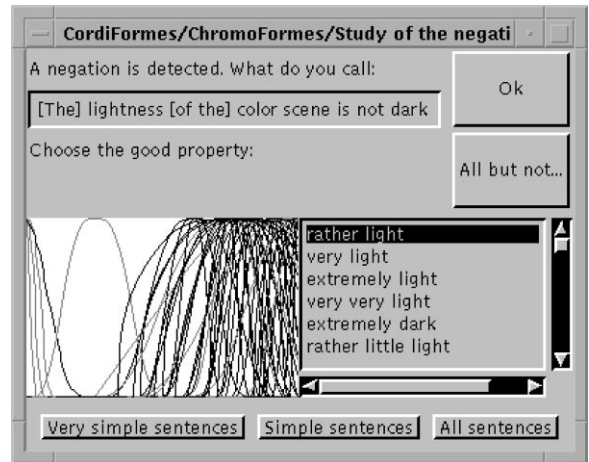 CordiFormes/ChromoFormes/Study of the negati
A negation is detected. What do you call:
[The] lightness [of the] color scene is not dark
Ok
Choose the good property:
All but not...
rather light
very light
extremely light
very very light
extremely dark
rather little light
Very simple sentences
Simple sentences
All sentences